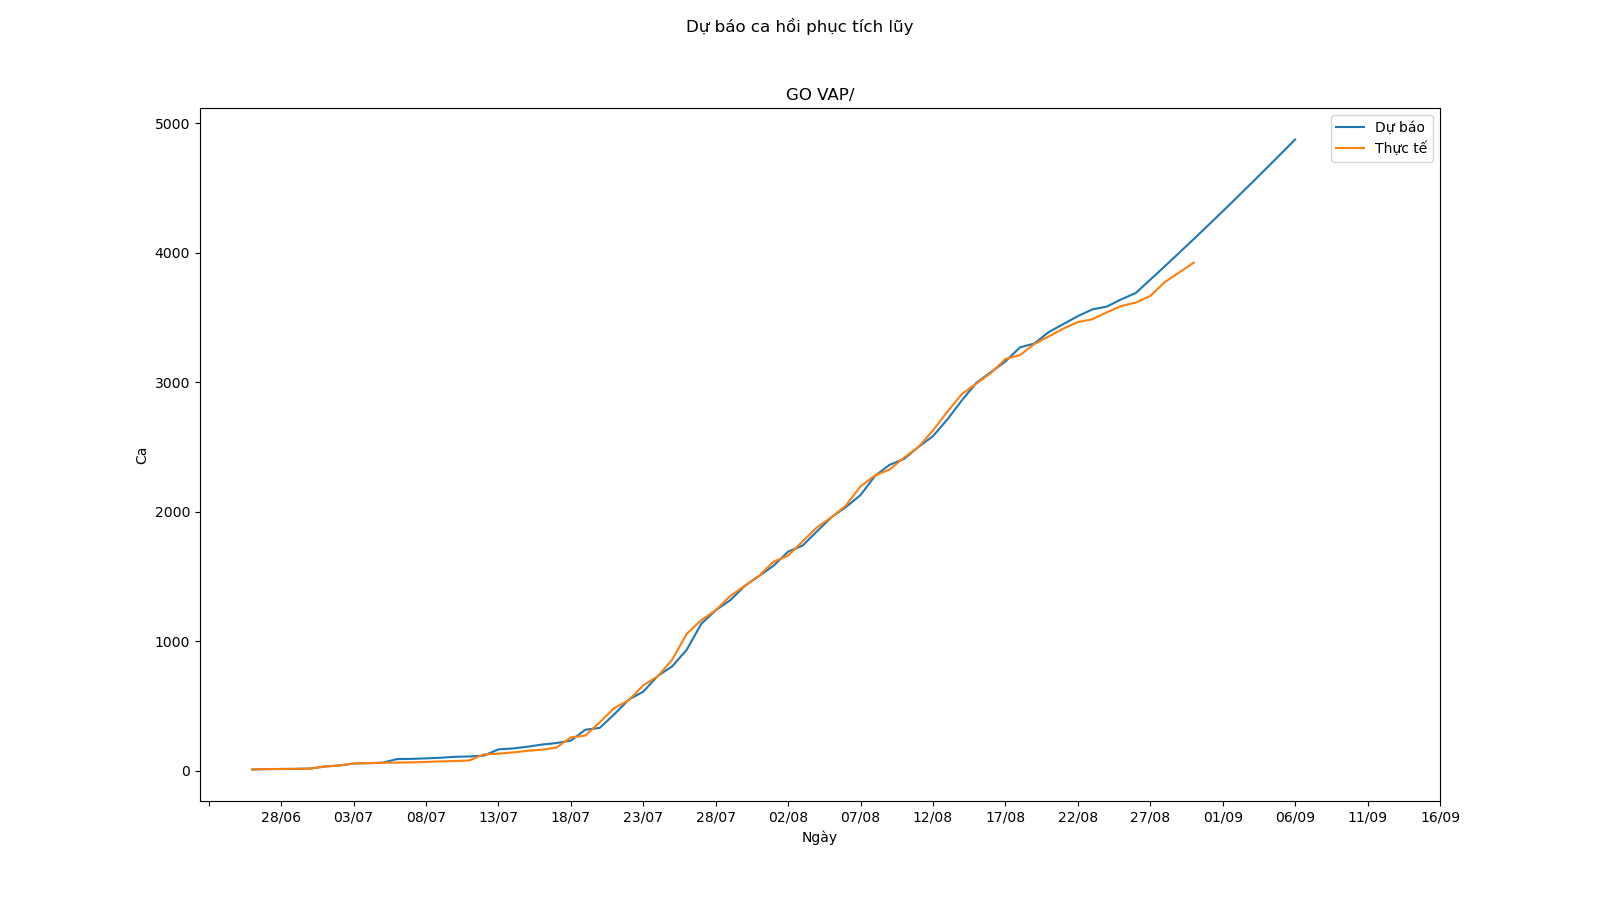 Dự báo ca hồi phục tích lũy
GO VAP/
Dự báo
Thực tế
5000
4000
3000
2000
1000
0
Ca
28/06 03/07 08/07 13/07 18/07 23/07 28/07 02/08 07/08 12/08 17/08 22/08 27/08 01/09 06/09 11/09 16/09
Ngày